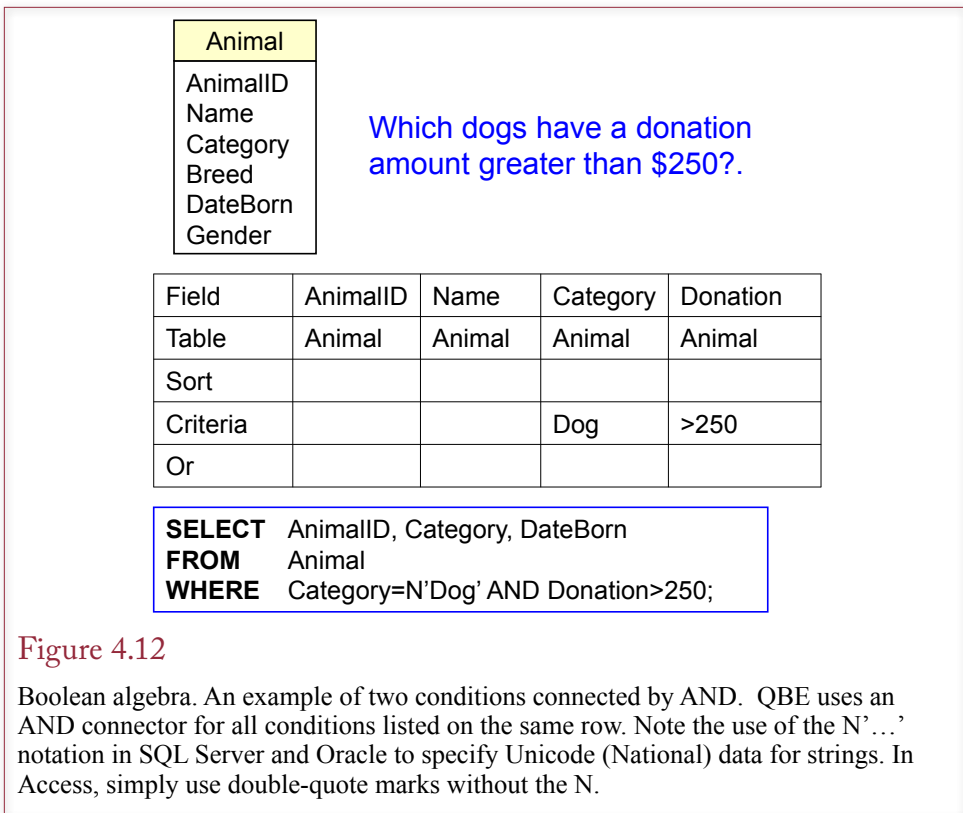 Animal
AnimalID
Name
Category
Breed
DateBorn
Gender
Which dogs have a donation
amount greater than $250?.
Field AnimalID Name Category Donation
Table Animal Animal Animal Animal
Sort
Criteria Dog >250
Or
SELECT AnimalID, Category, DateBorn
FROM Animal
WHERE Category=N’Dog’ AND Donation>250;
Figure 4.12
Boolean algebra. An example of two conditions connected by AND. QBE uses an
AND connector for all conditions listed on the same row. Note the use of the N’…’
notation in SQL Server and Oracle to specify Unicode (National) data for strings. In
Access, simply use double-quote marks without the N.